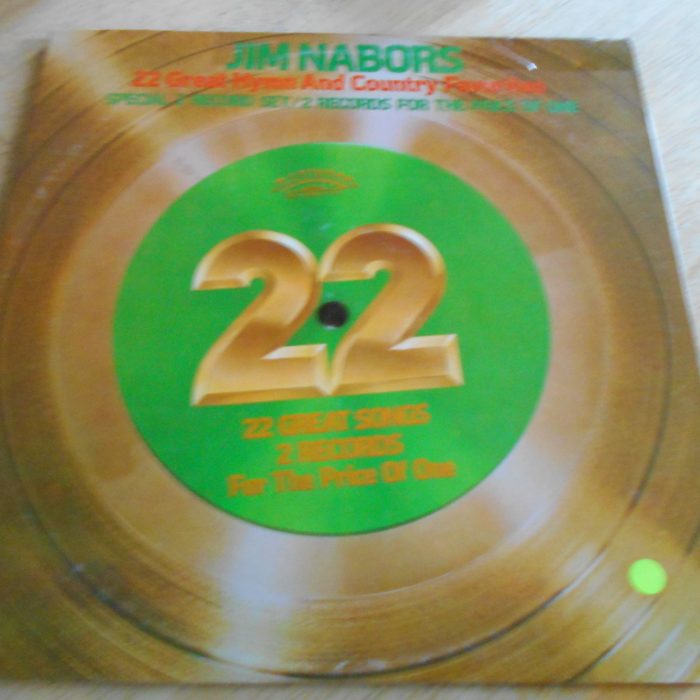 JIM NABORS
22 Great Hymn And Country Favorites
SPECIAL 2 RECORD SET/2 RECORDS FOR THE PRICE OF ONE
22
22 GREAT SONGS
2 RECORDS
For The Price Of One